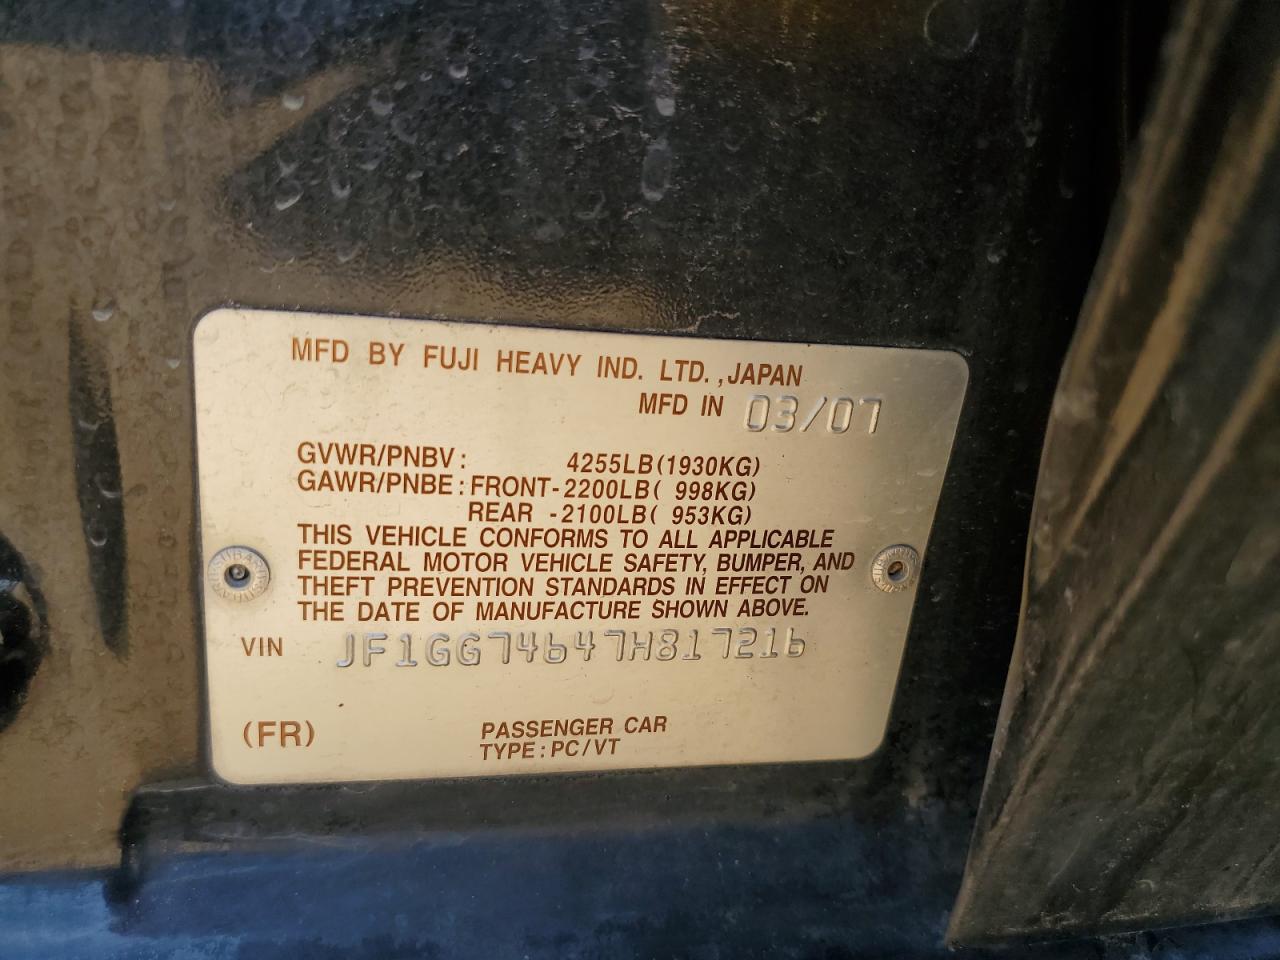 MFD BY FUJI HEAVY IND. LTD.,JAPAN
MFD IN 03/07
GVWR/PNBV: 4255LB(1930KG)
GAWR/PNBE: FRONT-2200LB( 998KG)
REAR -2100LB( 953KG)
THIS VEHICLE CONFORMS TO ALL APPLICABLE
FEDERAL MOTOR VEHICLE SAFETY, BUMPER, AND
THEFT PREVENTION STANDARDS IN EFFECT ON
THE DATE OF MANUFACTURE SHOWN ABOVE.
VIN JF1GG74647H817216
(FR) PASSENGER CAR
TYPE: PC/VT